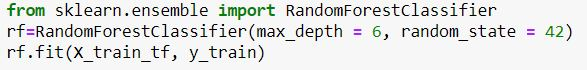 from sklearn.ensemble import RandomForestClassifier
rf=RandomForestClassifier(max_depth = 6, random_state = 42)
rf.fit(X_train_tf, y_train)